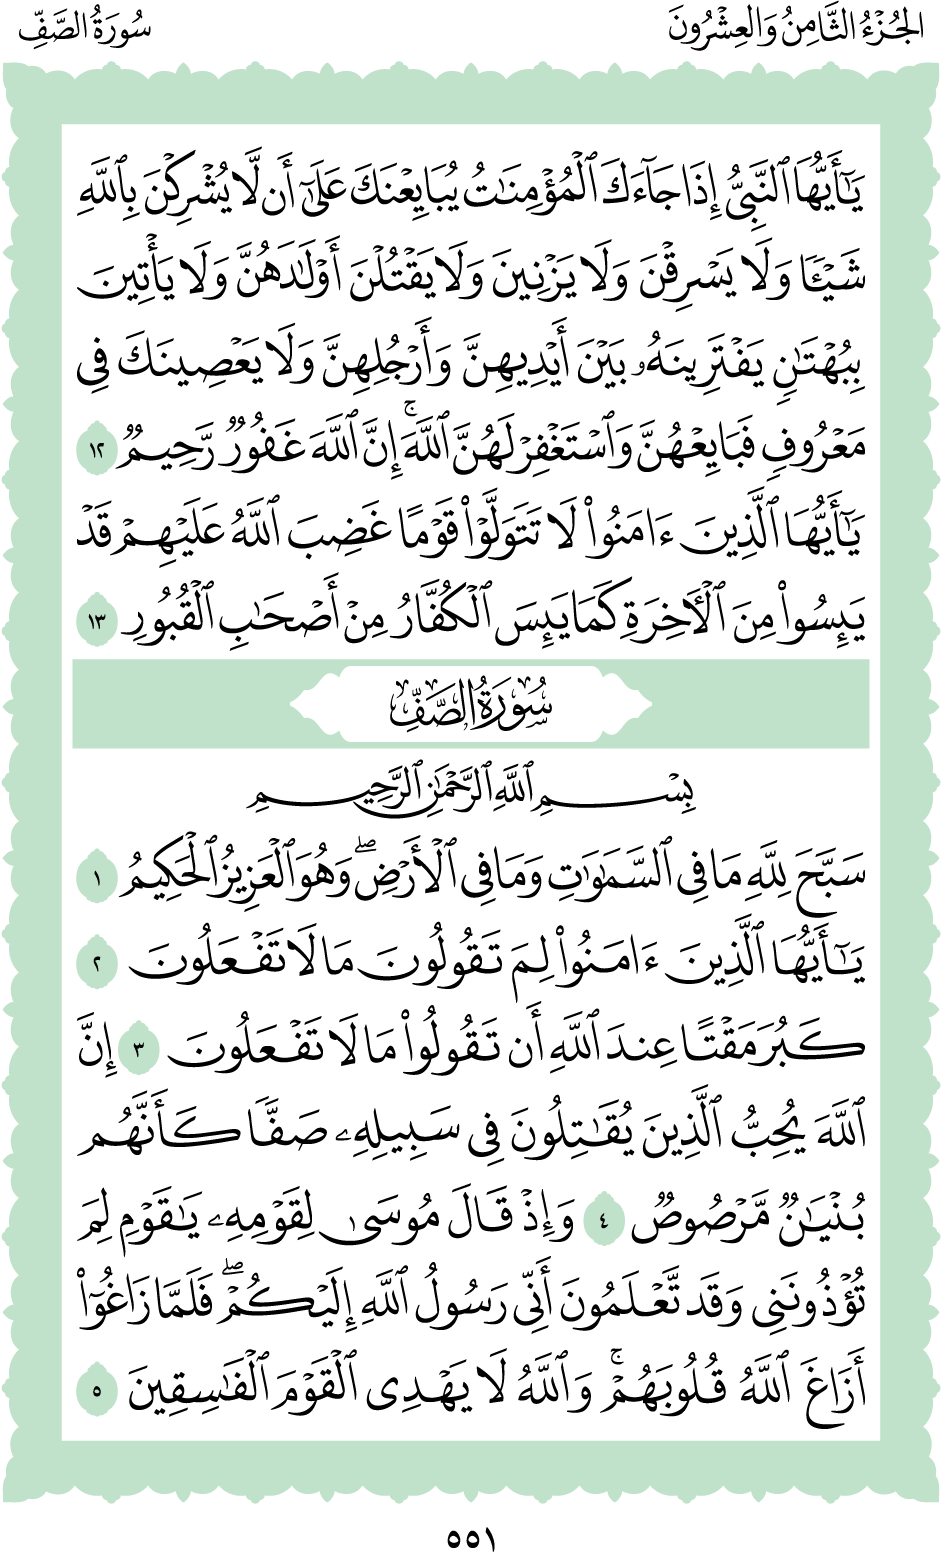 الجُزْءُ الثَّامِنُ وَالعِشْرُونَ
سُورَةُ الصَّفِّ
يَٰٓأَيُّهَا ٱلنَّبِىُّ إِذَا جَآءَكَ ٱلْمُؤْمِنَٰتُ يُبَايِعْنَكَ عَلَىٰٓ أَن لَّا يُشْرِكْنَ بِٱللَّهِ
شَيْـًٔا وَلَا يَسْرِقْنَ وَلَا يَزْنِينَ وَلَا يَقْتُلْنَ أَوْلَٰدَهُنَّ وَلَا يَأْتِينَ
بِبُهْتَٰنٍ يَفْتَرِينَهُۥ بَيْنَ أَيْدِيهِنَّ وَأَرْجُلِهِنَّ وَلَا يَعْصِينَكَ فِى
مَعْرُوفٍ فَبَايِعْهُنَّ وَٱسْتَغْفِرْ لَهُنَّ ٱللَّهَ ۚ إِنَّ ٱللَّهَ غَفُورٌ رَّحِيمٌ ١٢
يَٰٓأَيُّهَا ٱلَّذِينَ ءَامَنُوا۟ لَا تَتَوَلَّوْا۟ قَوْمًا غَضِبَ ٱللَّهُ عَلَيْهِمْ قَدْ
يَئِسُوا۟ مِنَ ٱلْءَاخِرَةِ كَمَا يَئِسَ ٱلْكُفَّارُ مِنْ أَصْحَٰبِ ٱلْقُبُورِ ١٣
سُورَةُ الصَّفِّ
بِسْمِ ٱللَّهِ ٱلرَّحْمَٰنِ ٱلرَّحِيمِ
سَبَّحَ لِلَّهِ مَا فِى ٱلسَّمَٰوَٰتِ وَمَا فِى ٱلْأَرْضِ ۖ وَهُوَ ٱلْعَزِيزُ ٱلْحَكِيمُ ١
يَٰٓأَيُّهَا ٱلَّذِينَ ءَامَنُوا۟ لِمَ تَقُولُونَ مَا لَا تَفْعَلُونَ ٢
كَبُرَ مَقْتًا عِندَ ٱللَّهِ أَن تَقُولُوا۟ مَا لَا تَفْعَلُونَ ٣ إِنَّ
ٱللَّهَ يُحِبُّ ٱلَّذِينَ يُقَٰتِلُونَ فِى سَبِيلِهِۦ صَفًّا كَأَنَّهُم
بُنْيَٰنٌ مَّرْصُوصٌ ٤ وَإِذْ قَالَ مُوسَىٰ لِقَوْمِهِۦ يَٰقَوْمِ لِمَ
تُؤْذُونَنِى وَقَد تَّعْلَمُونَ أَنِّى رَسُولُ ٱللَّهِ إِلَيْكُمْ ۖ فَلَمَّا زَاغُوٓا۟
أَزَاغَ ٱللَّهُ قُلُوبَهُمْ ۚ وَٱللَّهُ لَا يَهْدِى ٱلْقَوْمَ ٱلْفَٰسِقِينَ ٥
٥٥١